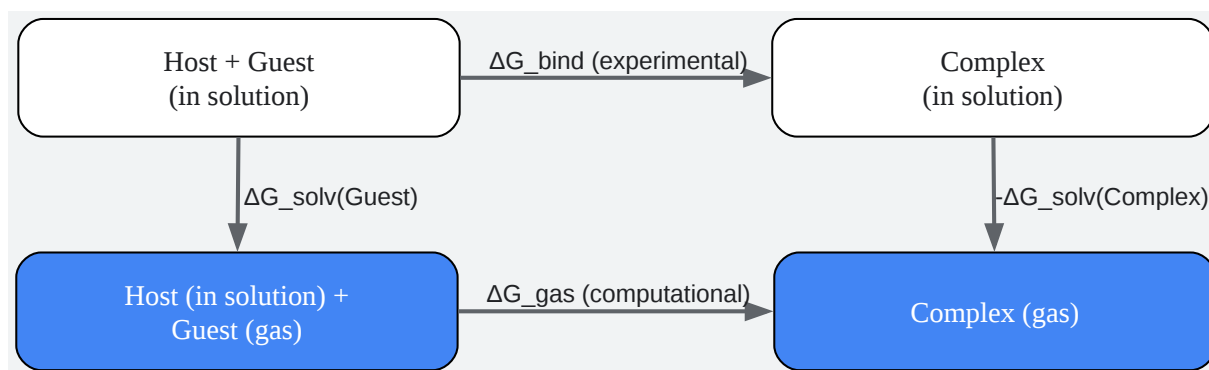 Host + Guest
(in solution)
ΔG_bind (experimental)
Complex
(in solution)
ΔG_solv(Guest)
-ΔG_solv(Complex)
Host (in solution) +
Guest (gas)
ΔG_gas (computational)
Complex (gas)